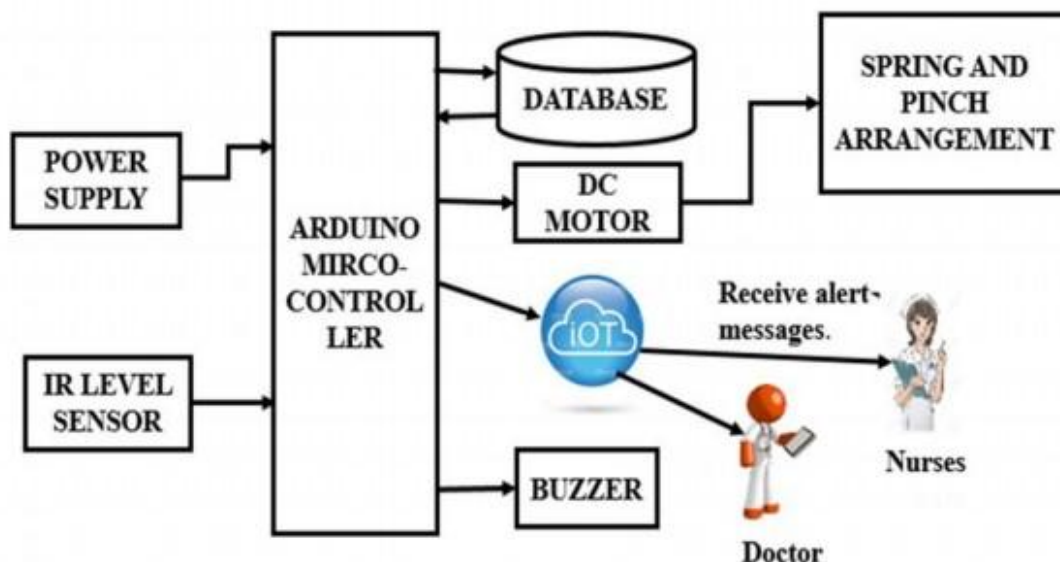 POWER
SUPPLY
IR LEVEL
SENSOR
ARDUINO
MIRCO-
CONTROL
LER
DATABASE
DC
MOTOR
SPRING AND
PINCH
ARRANGEMENT
iOT
Receive alert
messages.
Nurses
Doctor
BUZZER